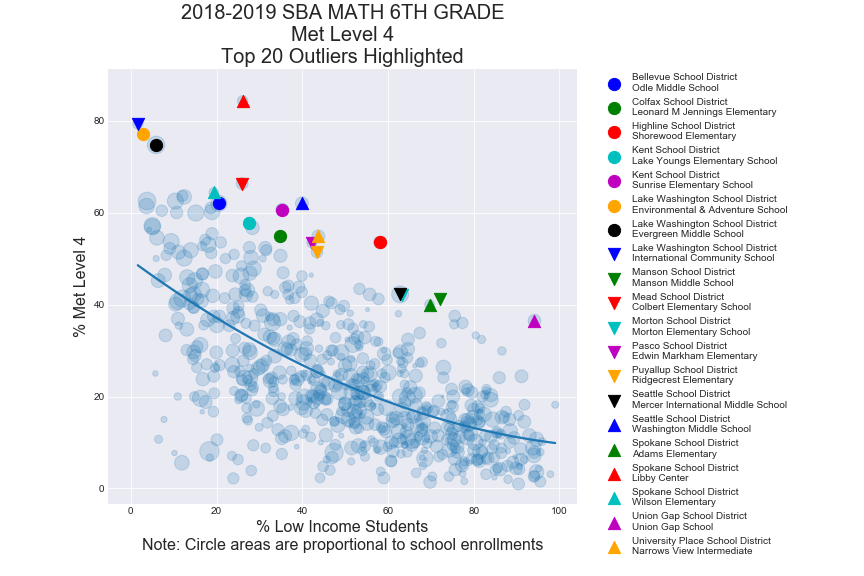 2018-2019 SBA MATH 6TH GRADE
Met Level 4
Top 20 Outliers Highlighted
% Met Level 4
80
60
40
20
0
0
20
40
60
80
100
% Low Income Students
Note: Circle areas are proportional to school enrollments
Bellevue School District
Odle Middle School
Colfax School District
Leonard M Jennings Elementary
Highline School District
Shorewood Elementary
Kent School District
Lake Youngs Elementary School
Kent School District
Sunrise Elementary School
Lake Washington School District
Environmental & Adventure School
Lake Washington School District
Evergreen Middle School
Lake Washington School District
International Community School
Manson School District
Manson Middle School
Mead School District
Colbert Elementary School
Morton School District
Morton Elementary School
Pasco School District
Edwin Markham Elementary
Puyallup School District
Ridgecrest Elementary
Seattle School District
Mercer International Middle School
Seattle School District
Washington Middle School
Spokane School District
Adams Elementary
Spokane School District
Libby Center
Spokane School District
Wilson Elementary
Union Gap School District
Union Gap School
University Place School District
Narrows View Intermediate